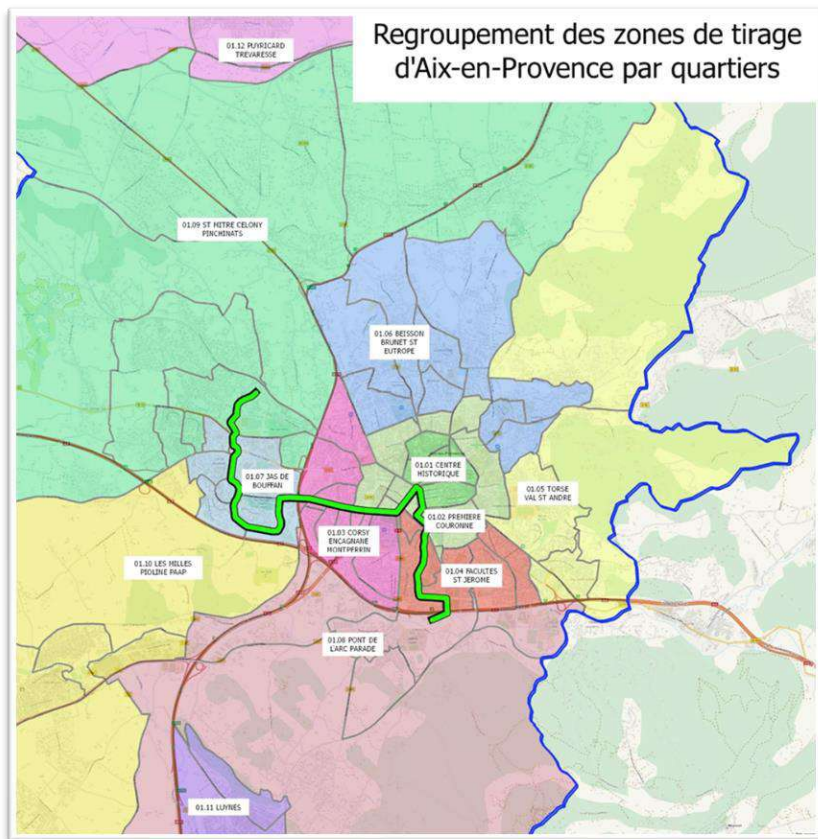 Regroupement des zones de tirage
d'Aix-en-Provence par quartiers
01.12 PUYRICARD
TREVARESSE
01.09 ST MITRE CELONY
PINCHINATS
01.06 BEISSON
BRUNET ST
EUTROPE
01.01 CENTRE
HISTORIQUE
01.07 JAS DE
BOUFFAN
01.05 TORSE
VAL ST ANDRE
01.02 PREMIERE
COURONNE
01.03 CORSY
ENCAGNANE
MONTPERRIN
01.10 LES MILLES
PIOLINE PAAP
01.04 FACULTES
ST JEROME
01.08 PONT DE
L'ARC PARADE
01.11 LUYNES